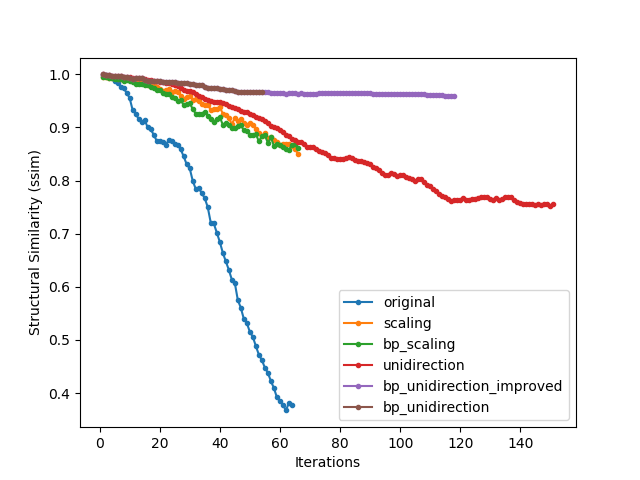 1.0
0.9
0.8
0.7
0.6
0.5
0.4
Structural Similarity (ssim)
original
scaling
bp_scaling
unidirection
bp_unidirection_improved
bp_unidirection
0 20 40 60 80 100 120 140
Iterations